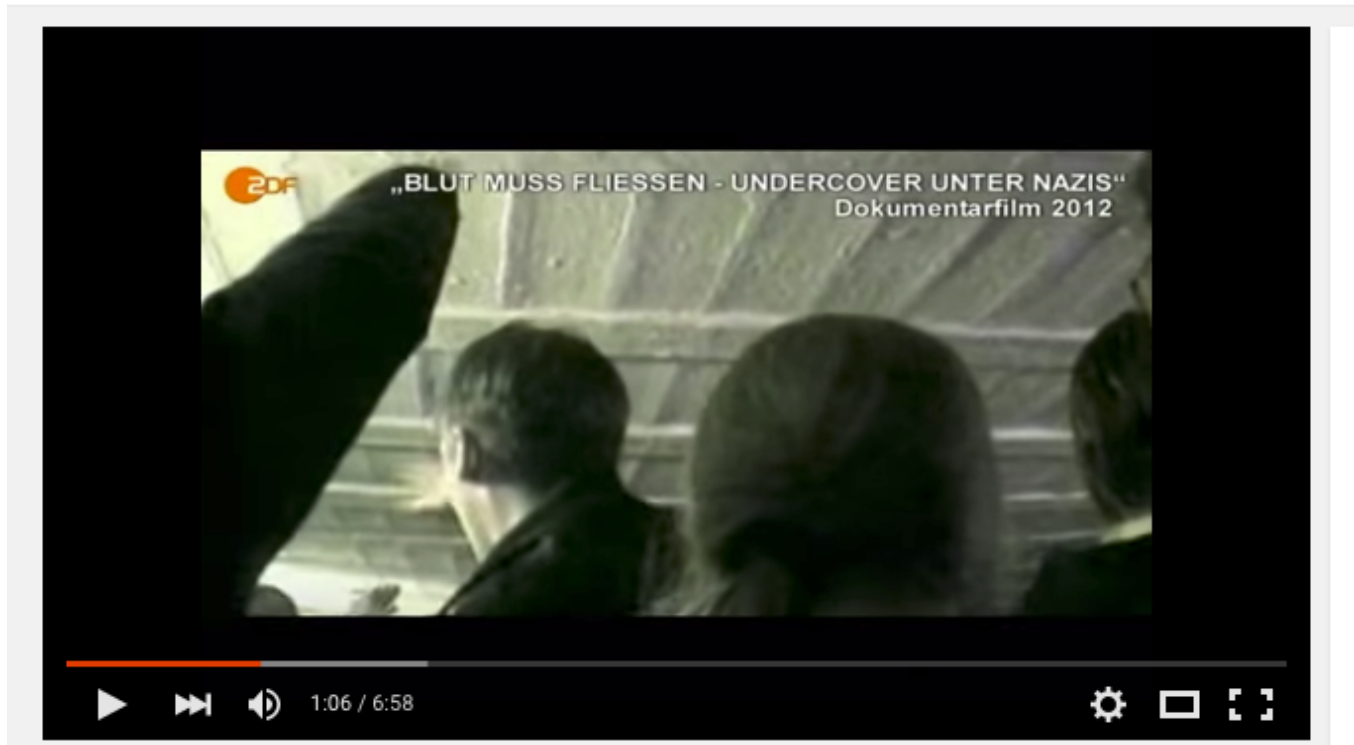 ZDF
„BLUT MUSS FLIESSEN - UNDERCOVER UNTER NAZIS“
Dokumentarfilm 2012
1:06 / 6:58